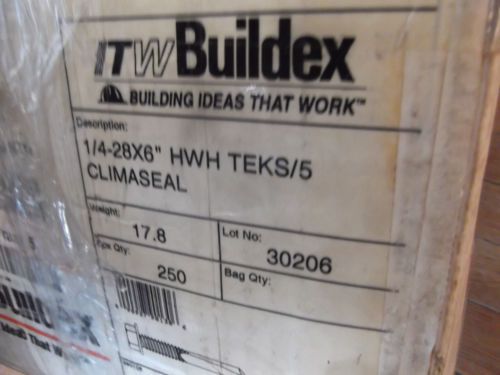 ITW Buildex
BUILDING IDEAS THAT WORK™
Description:
1/4-28X6" HWH TEKS/5
CLIMASEAL
Weight:
17.8
Lot No:
30206
Qty:
250
Bag Qty: